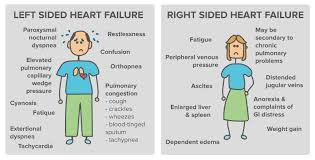 LEFT SIDED HEART FAILURE
Paroxysmal
nocturnal
dyspnea
Elevated
pulmonary
capillary
wedge
pressure
Cyanosis
Fatigue
Extertional
dyspnea
Tachycardia
Restlessness
Confusion
Orthopnea
Pulmonary
congestion
- cough
- crackles
- wheezes
- blood-tinged
sputum
- tachypnea
RIGHT SIDED HEART FAILURE
Fatigue
Peripheral venous
pressure
Ascites
Enlarged liver
& spleen
Dependent edema
May be
secondary to
chronic
pulmonary
problems
Distended
jugular veins
Anorexia &
complaints of
GI distress
Weight gain